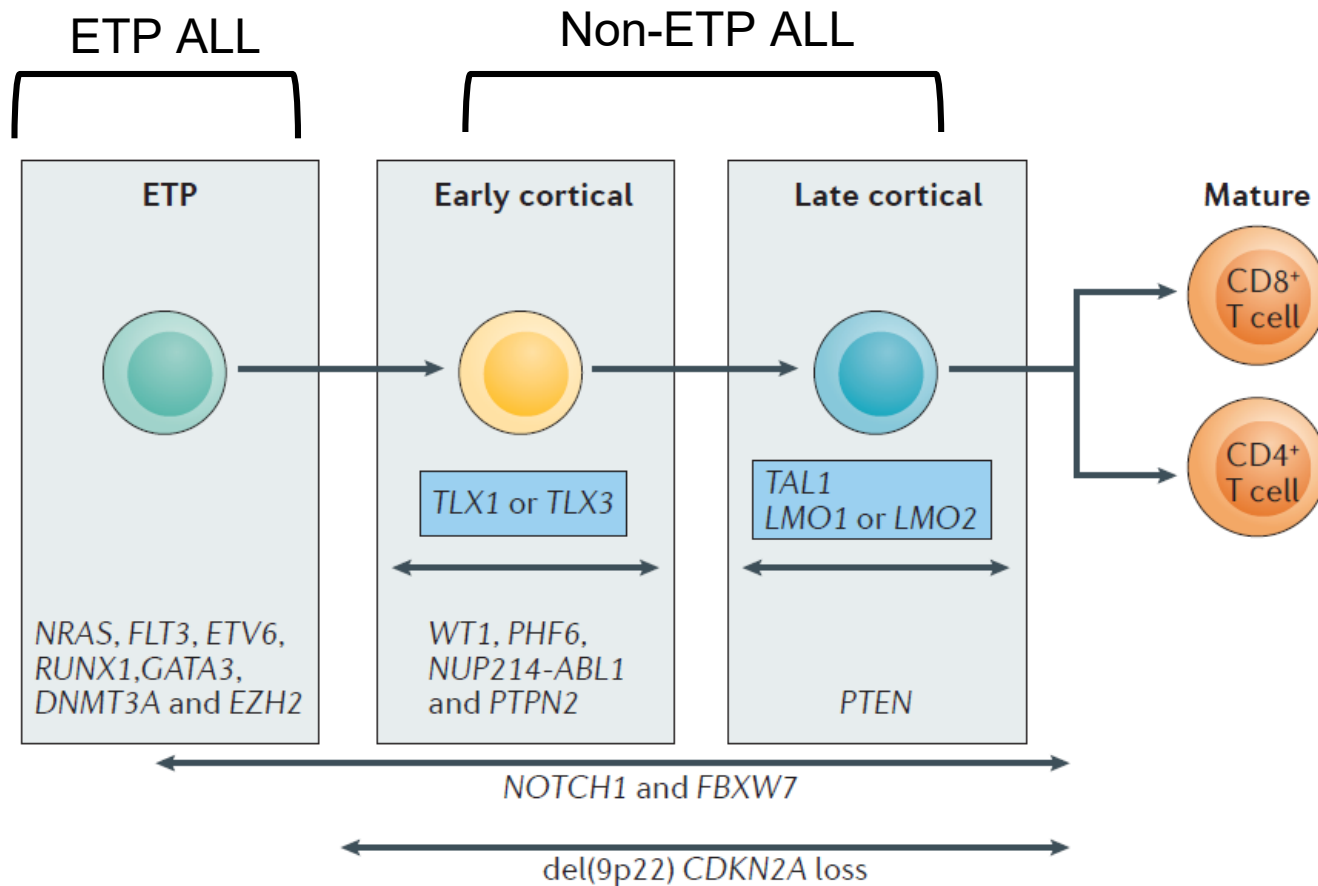 ETP ALL
Non-ETP ALL
ETP
Early cortical
Late cortical
Mature
CD8⁺
T cell
CD4⁺
T cell
TLX1 or TLX3
TAL1
LMO1 or LMO2
NRAS, FLT3, ETV6,
RUNX1,GATA3,
DNMT3A and EZH2
WT1, PHF6,
NUP214-ABL1
and PTPN2
PTEN
NOTCH1 and FBXW7
del(9p22) CDKN2A loss